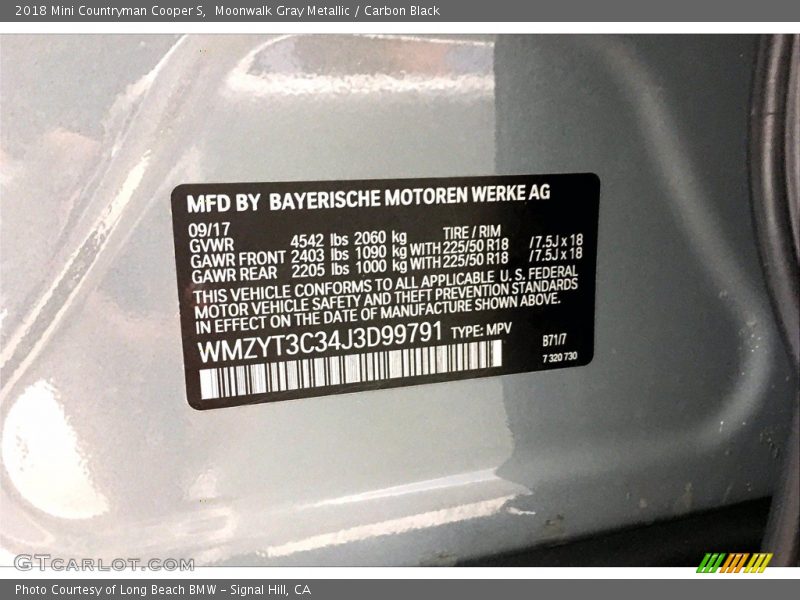 2018 Mini Countryman Cooper S,  Moonwalk Gray Metallic / Carbon Black
MFD BY BAYERISCHE MOTOREN WERKE AG
09/17 TIRE / RIM
GVWR 4542 lbs 2060 kg
GAWR FRONT 2403 lbs 1090 kg WITH 225/50 R18 /7.5J x 18
GAWR REAR 2205 lbs 1000 kg WITH 225/50 R18 /7.5J x 18
THIS VEHICLE CONFORMS TO ALL APPLICABLE U.S. FEDERAL
MOTOR VEHICLE SAFETY AND THEFT PREVENTION STANDARDS
IN EFFECT ON THE DATE OF MANUFACTURE SHOWN ABOVE.
WMZYT3C34J3D99791 TYPE: MPV
B71/7
7 320 730
GTCARLOT.COM
Photo Courtesy of Long Beach BMW - Signal Hill, CA